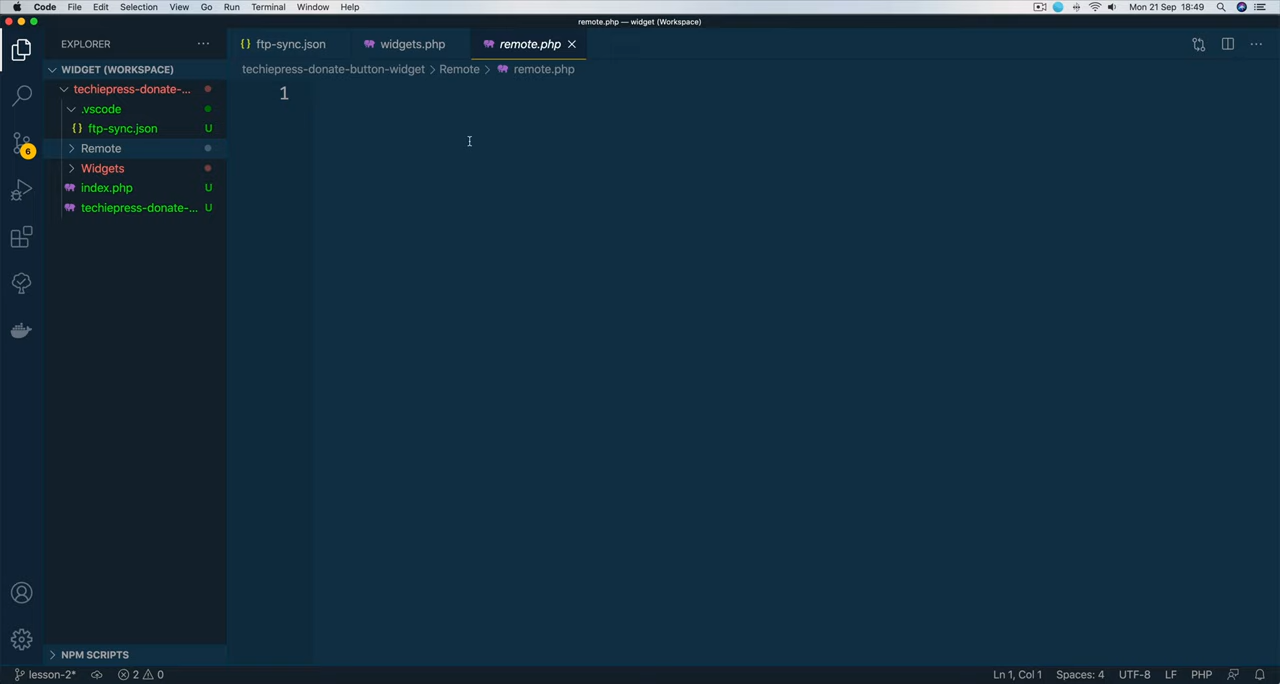 Code File Edit Selection View Go Run Terminal Window Help Mon 21 Sep 18:49
remote.php — widget (Workspace)
EXPLORER ··· {} ftp-sync.json widgets.php remote.php ×
WIDGET (WORKSPACE) techiepress-donate-button-widget > Remote > remote.php
techiepress-donate-...
.vscode
{} ftp-sync.json U
Remote
Widgets
index.php U
techiepress-donate-... U
1
6
NPM SCRIPTS
lesson-2* 2 0 Ln 1, Col 1 Spaces: 4 UTF-8 LF PHP